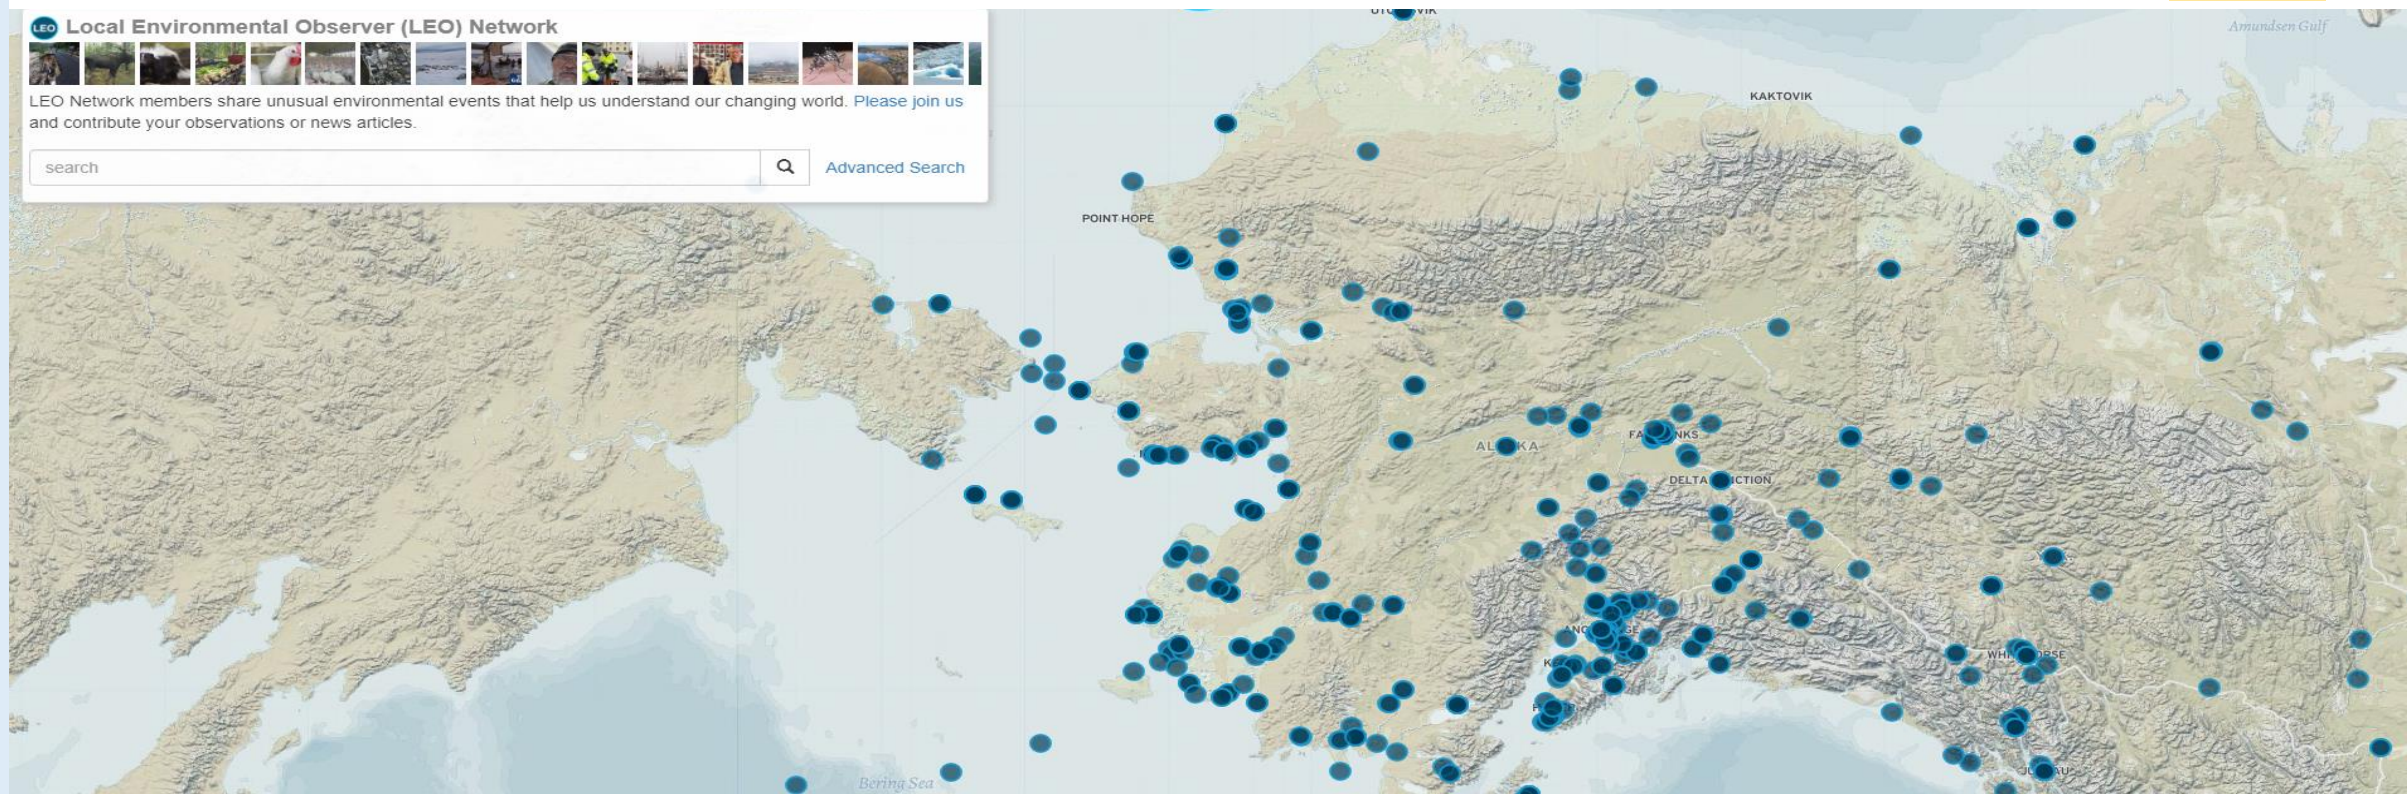 LEO Local Environmental Observer (LEO) Network
LEO Network members share unusual environmental events that help us understand our changing world. Please join us
and contribute your observations or news articles.
search
Advanced Search
Amundsen Gulf
KAKTOVIK
POINT HOPE
DELTA
Bering Sea